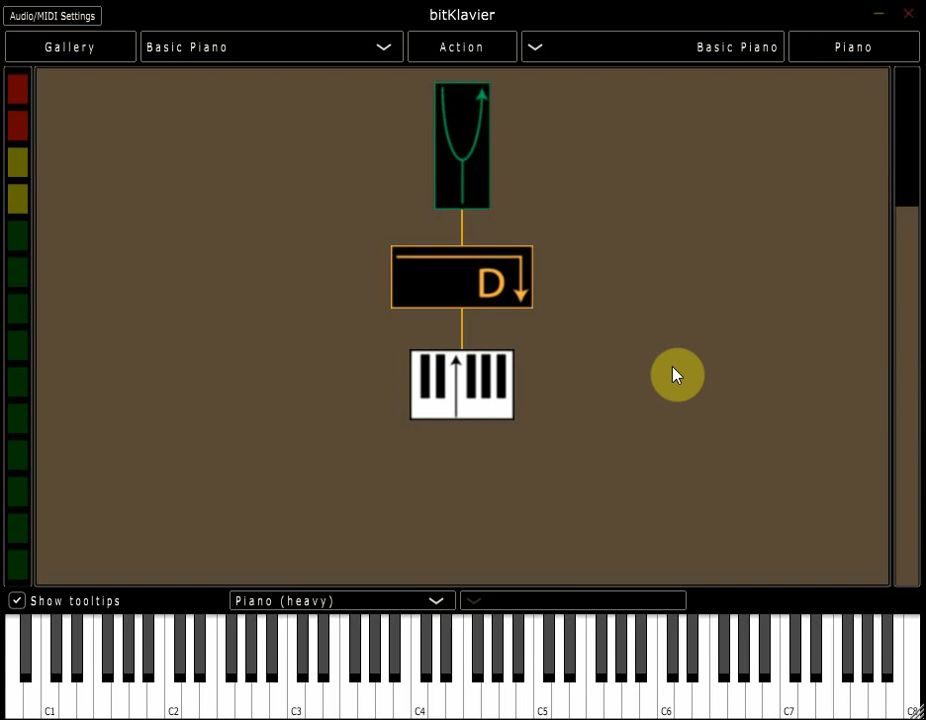 Audio/MIDI Settings
bitKlavier
Gallery
Basic Piano
Action
Basic Piano
Piano
D
Show tooltips
Piano (heavy)
C1
C2
C3
C4
C5
C6
C7
C8